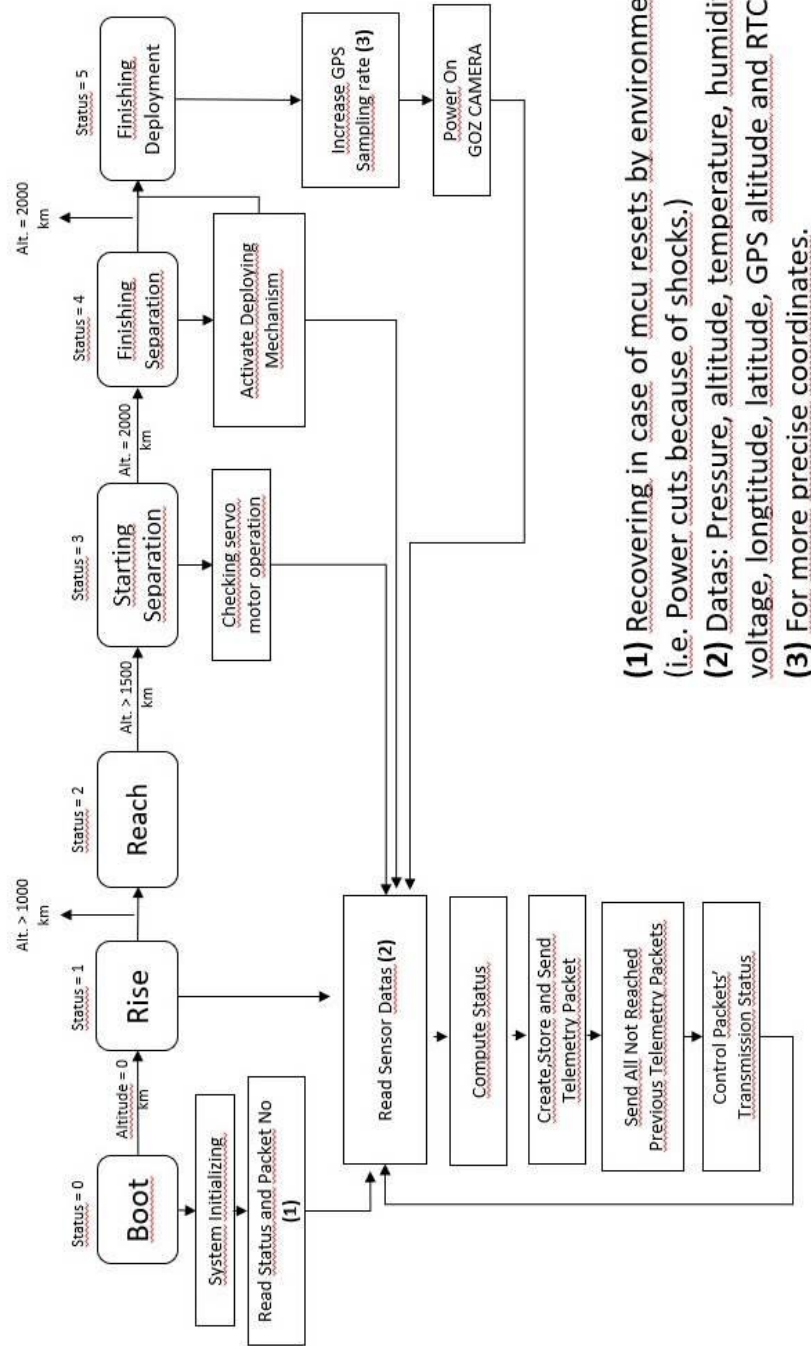 Status = 0
Boot
Altitude = 0
km
Status = 1
Rise
Alt. > 1000
km
Status = 2
Reach
Alt. > 1500
km
Status = 3
Starting
Separation
Alt. = 2000
km
Status = 4
Finishing
Separation
Alt. = 2000
km
Status = 5
Finishing
Deployment
System Initializing
Read Status and Packet No
(1)
Checking servo
motor operation
Activate Deploying
Mechanism
Increase GPS
Sampling rate (3)
Power On
GOZ CAMERA
Read Sensor Datas (2)
Compute Status
Create,Store and Send
Telemetry Packet
Send All Not Reached
Previous Telemetry Packets
Control Packets'
Transmission Status
(1) Recovering in case of mcu resets by
(i.e. Power cuts because of shocks.)
(2) Datas: Pressure, altitude, temperature,
voltage, longtitude, latitude, GPS altitude and RTC
(3) For more precise coordinates.